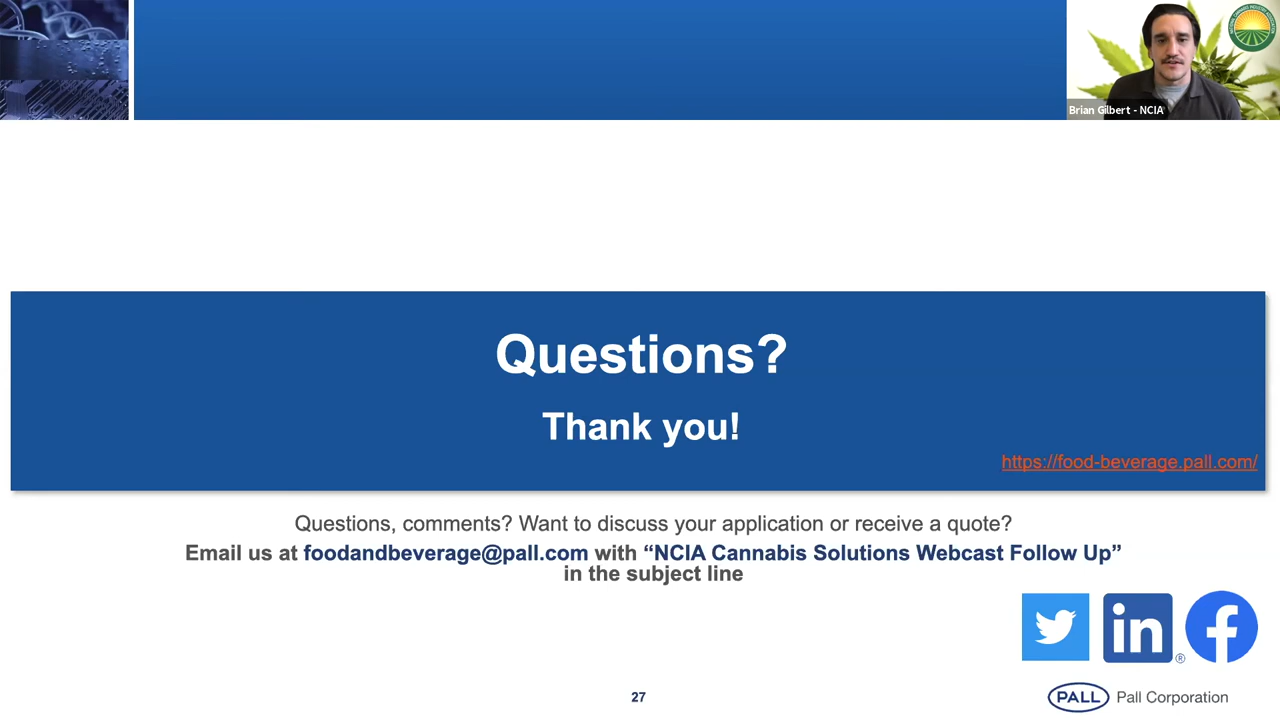 Brian Gilbert - NCIA
Questions?
Thank you!
https://food-beverage.pall.com/
Questions, comments? Want to discuss your application or receive a quote?
Email us at foodandbeverage@pall.com with “NCIA Cannabis Solutions Webcast Follow Up”
in the subject line
in®
f
27
PALL Pall Corporation